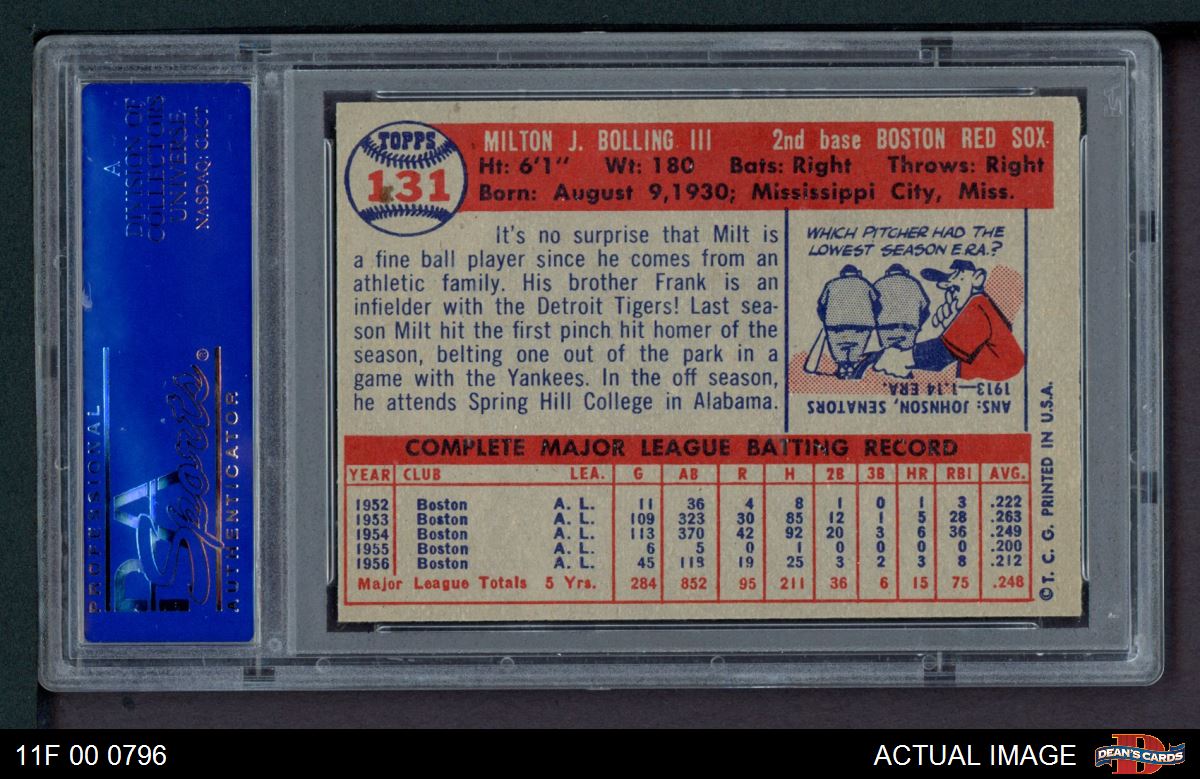 A
DIVISION OF
COLLECTORS
UNIVERSE
NASDAQ: CLCT
PROFESSIONAL
PSA
Sports®
AUTHENTICATOR
TOPPS
131
MILTON J. BOLLING III 2nd base BOSTON RED SOX
Ht: 6'1" Wt: 180 Bats: Right Throws: Right
Born: August 9, 1930; Mississippi City, Miss.
It's no surprise that Milt is
a fine ball player since he comes from an
athletic family. His brother Frank is an
infielder with the Detroit Tigers! Last sea-
son Milt hit the first pinch hit homer of the
season, belting one out of the park in a
game with the Yankees. In the off season,
he attends Spring Hill College in Alabama.
WHICH PITCHER HAD THE
LOWEST SEASON E.R.A.?
ANS: JOHNSON, SENATORS
1913—1.14 ERA.
COMPLETE MAJOR LEAGUE BATTING RECORD
YEAR CLUB LEA. G AB R H 2B 3B HR RBI AVG.
1952 Boston A. L. 11 36 4 8 1 0 1 3 .222
1953 Boston A. L. 109 323 30 85 12 1 5 28 .263
1954 Boston A. L. 113 370 42 92 20 3 6 36 .249
1955 Boston A. L. 6 5 0 1 0 0 0 0 .200
1956 Boston A. L. 45 118 19 25 3 2 3 8 .212
Major League Totals 5 Yrs. 284 852 95 211 36 6 15 75 .248
© T. C. G. PRINTED IN U.S.A.
11F 00 0796
ACTUAL IMAGE
DEAN'S CARDS